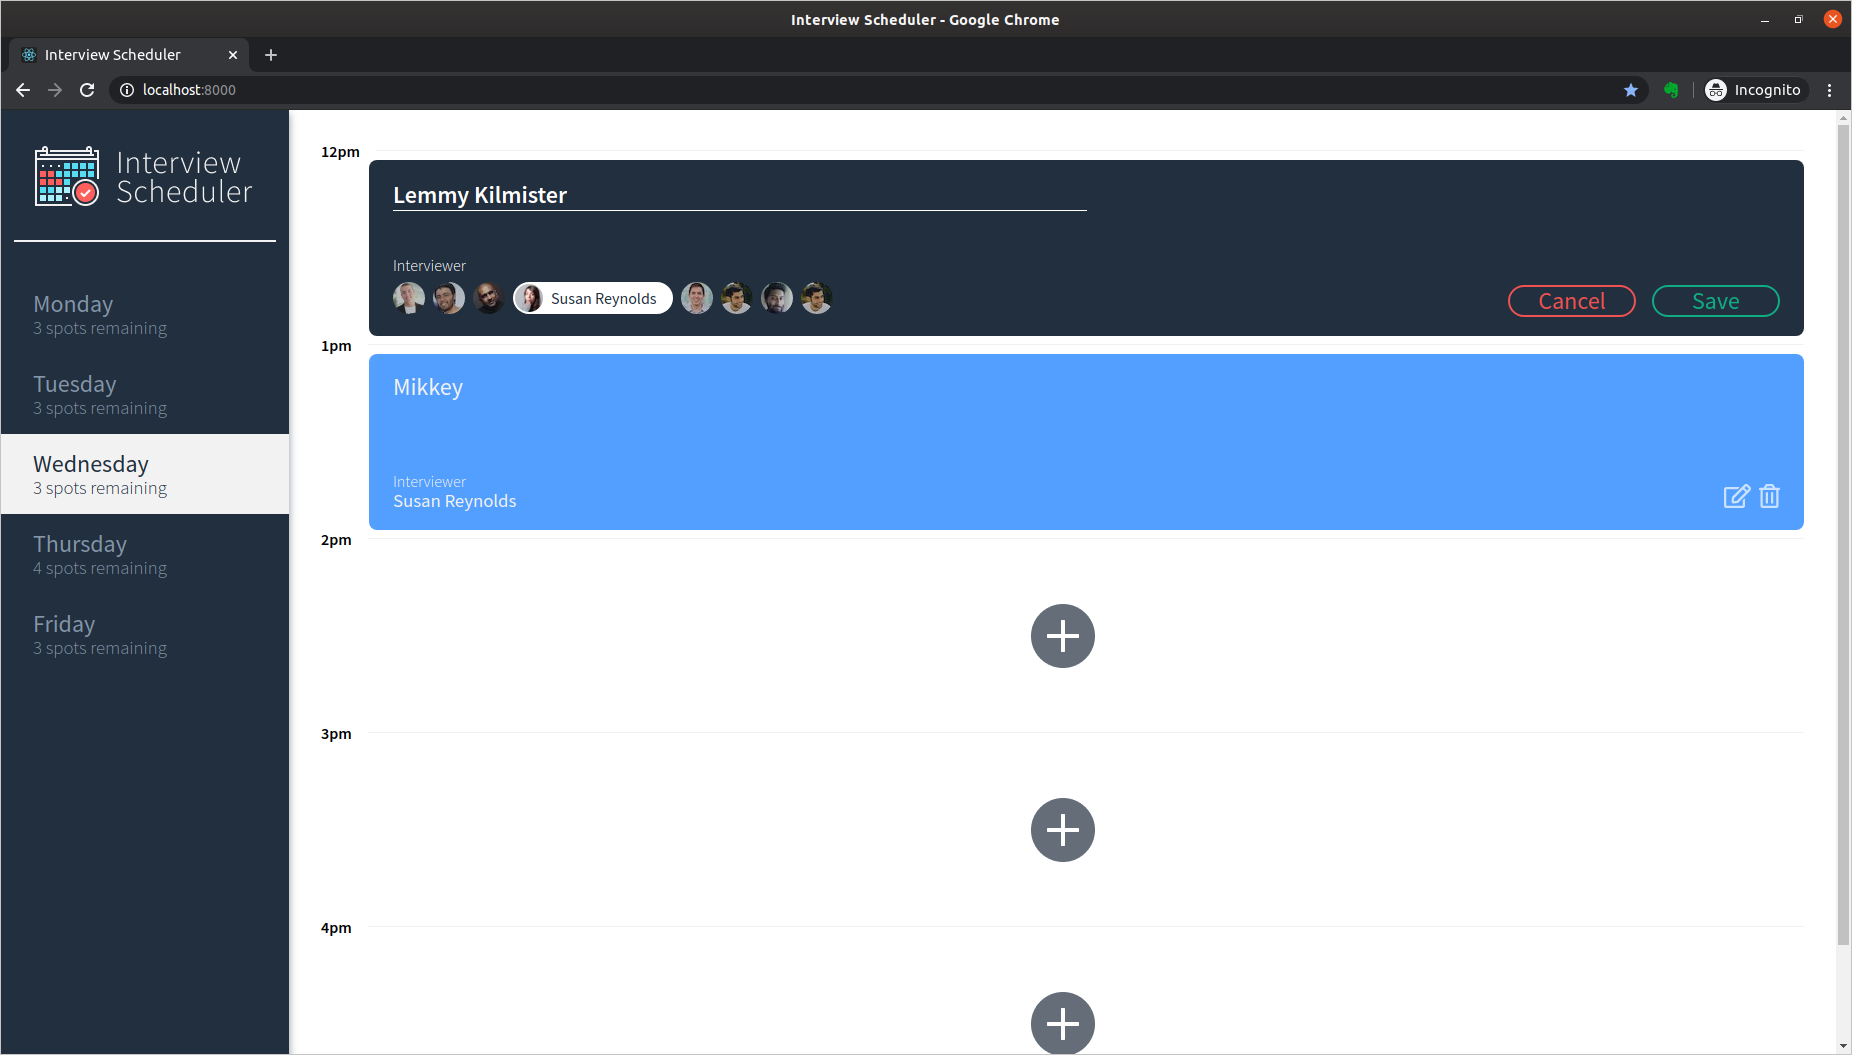 Interview Scheduler - Google Chrome
Interview Scheduler
localhost:8000
Incognito
Interview
Scheduler
Monday
3 spots remaining
Tuesday
3 spots remaining
Wednesday
3 spots remaining
Thursday
4 spots remaining
Friday
3 spots remaining
12pm
Lemmy Kilmister
Interviewer
Susan Reynolds
Cancel
Save
1pm
Mikkey
Interviewer
Susan Reynolds
2pm
3pm
4pm